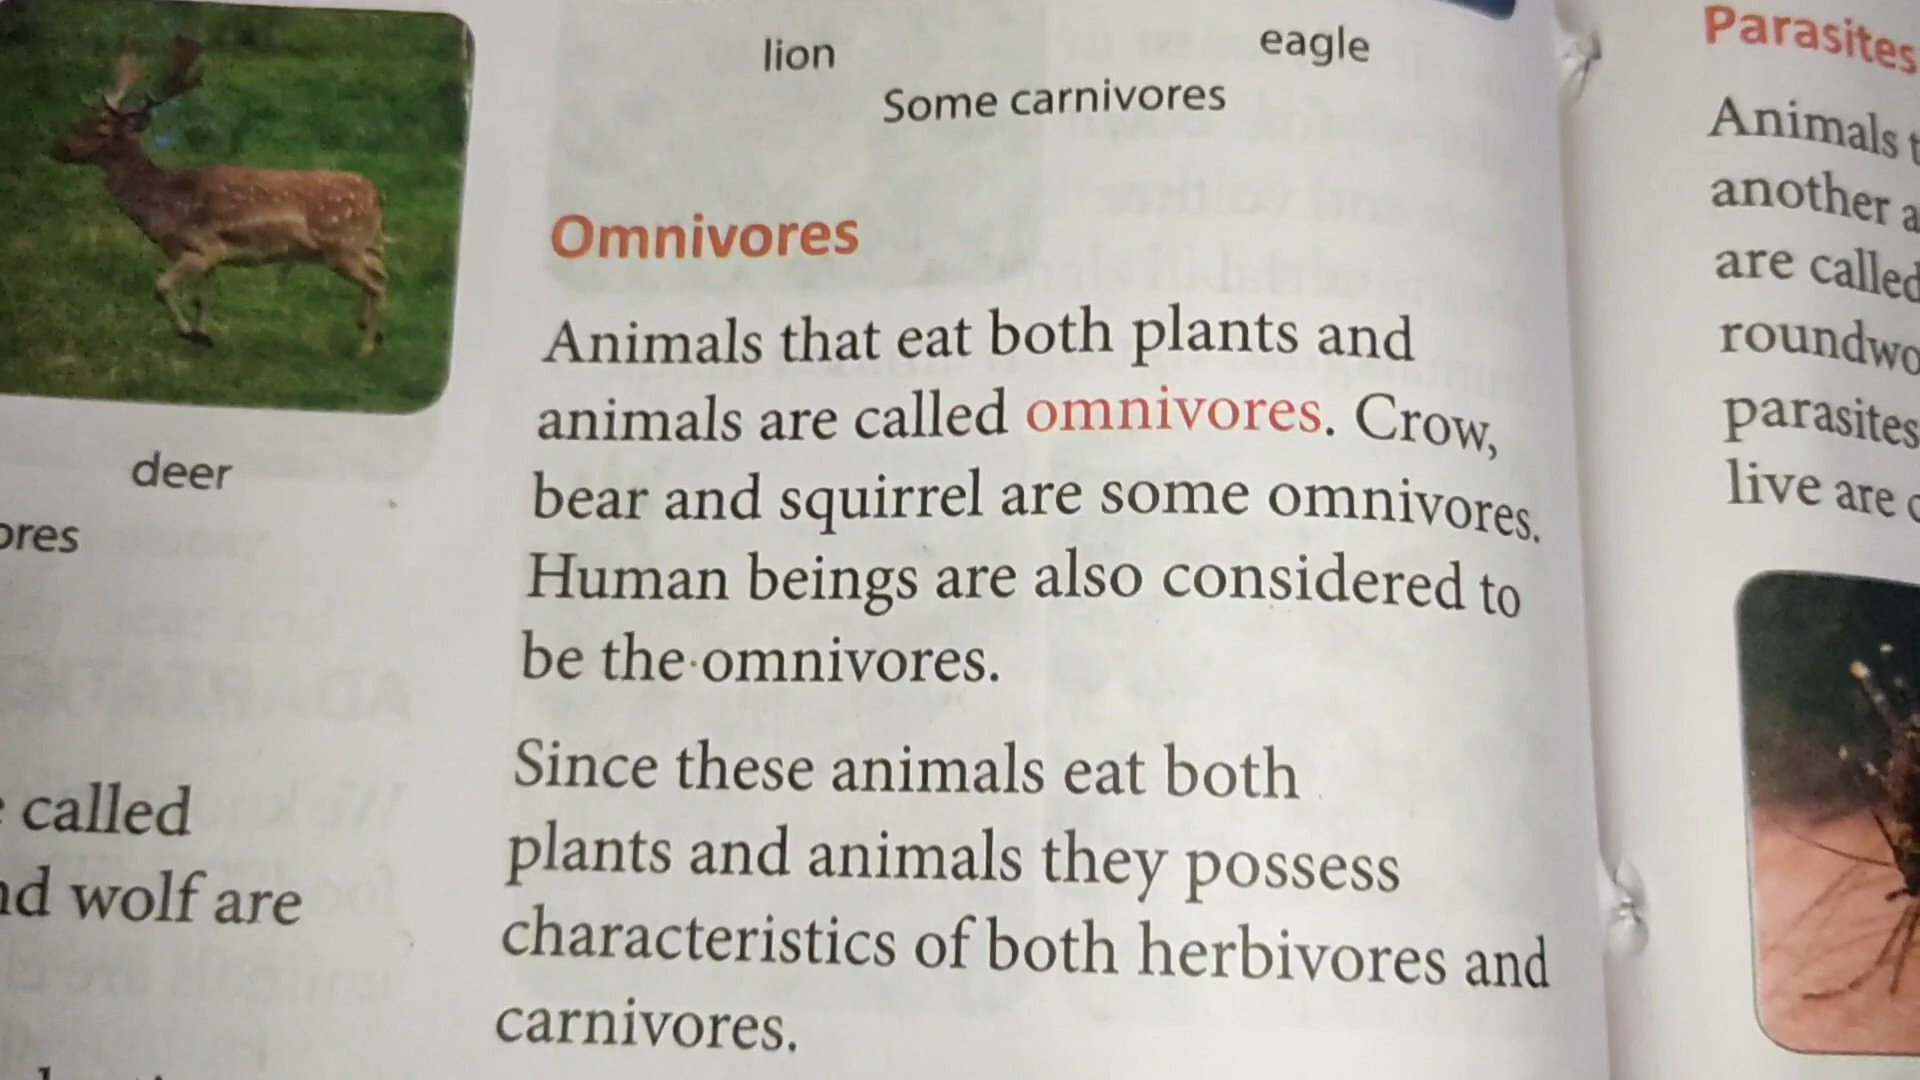 deer
called
wolf are
lion
eagle
Some carnivores
Omnivores
Animals that eat both plants and
animals are called omnivores. Crow,
bear and squirrel are some omnivores.
Human beings are also considered to
be the omnivores.
Since these animals eat both
plants and animals they possess
characteristics of both herbivores and
carnivores.
Parasites
Animals
another
are called
parasites
live are